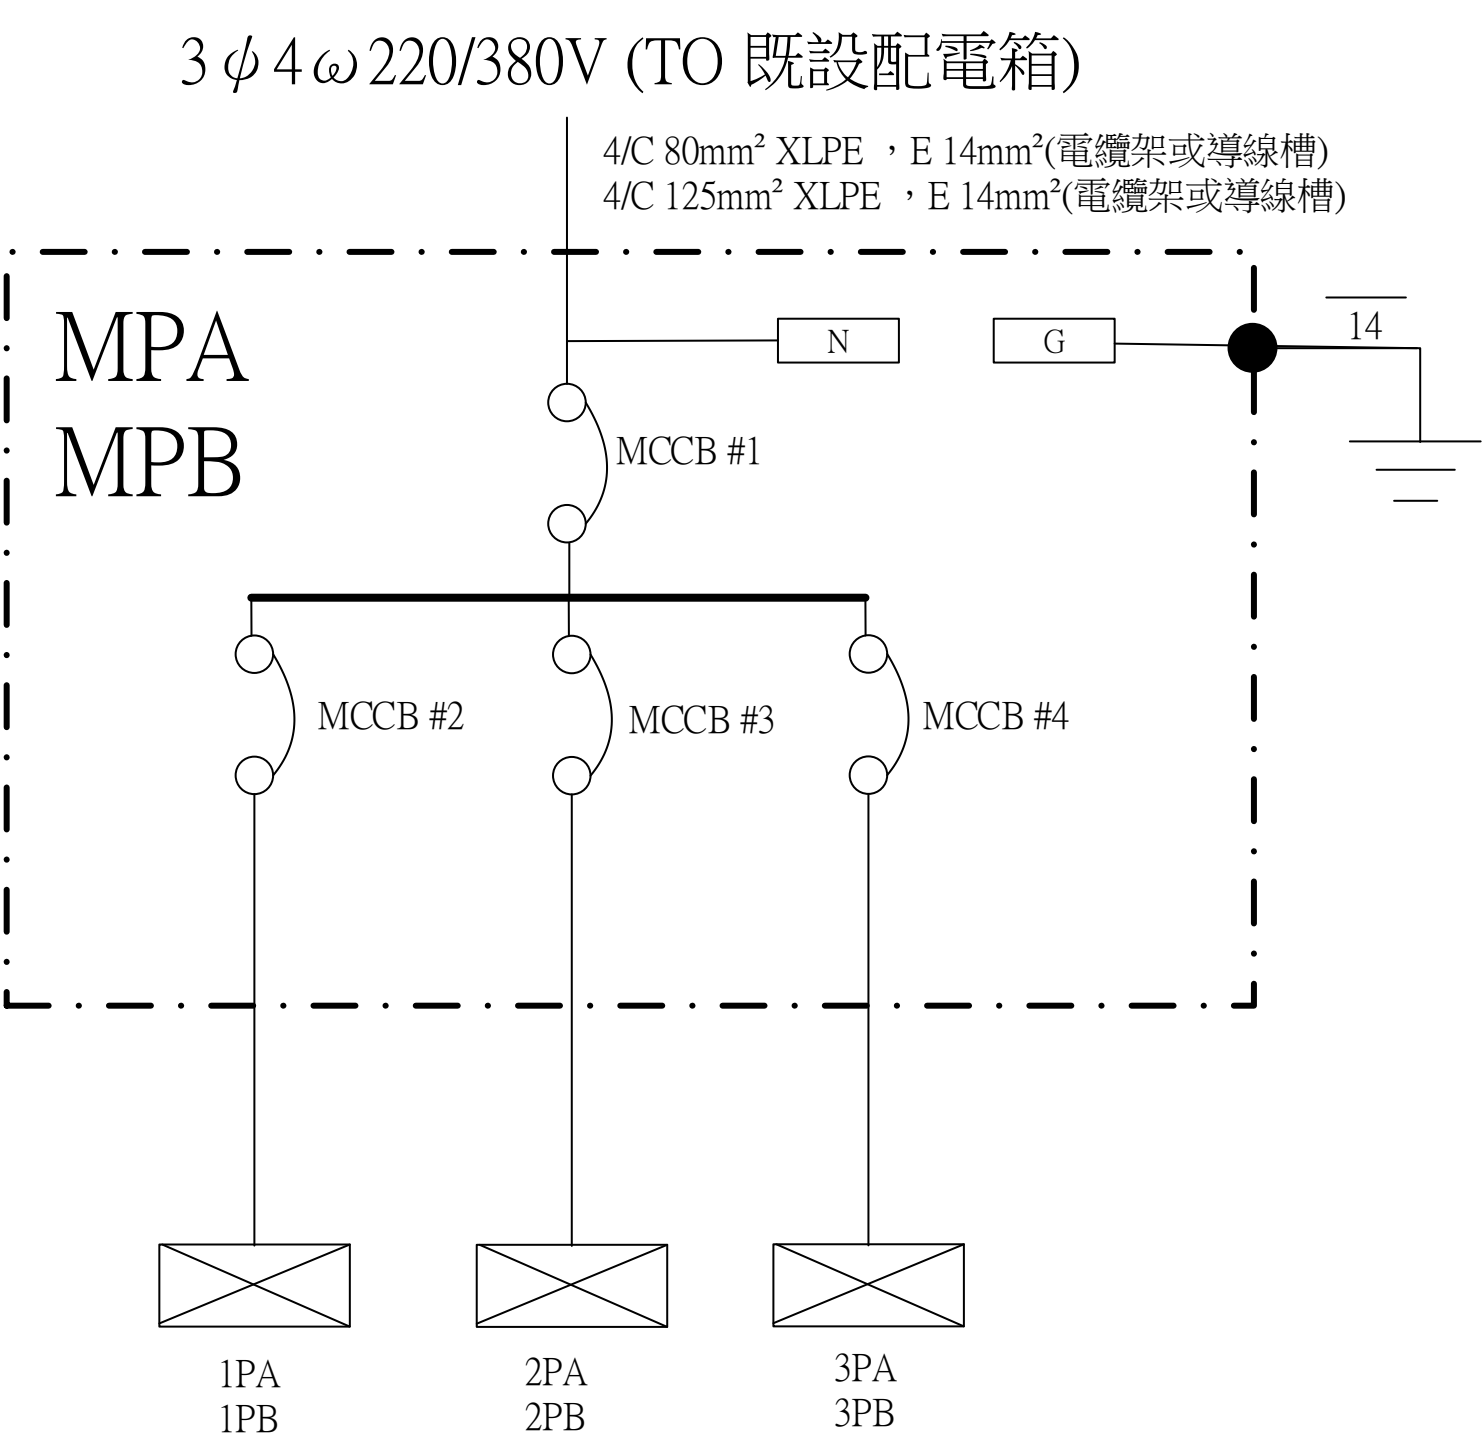 3φ4ω220/380V (TO 既設配電箱)
4/C 80mm² XLPE ，E 14mm²(電纜架或導線槽)
4/C 125mm² XLPE ，E 14mm²(電纜架或導線槽)
MPA
MPB
N
G
14
MCCB #1
MCCB #2
MCCB #3
MCCB #4
1PA
1PB
2PA
2PB
3PA
3PB